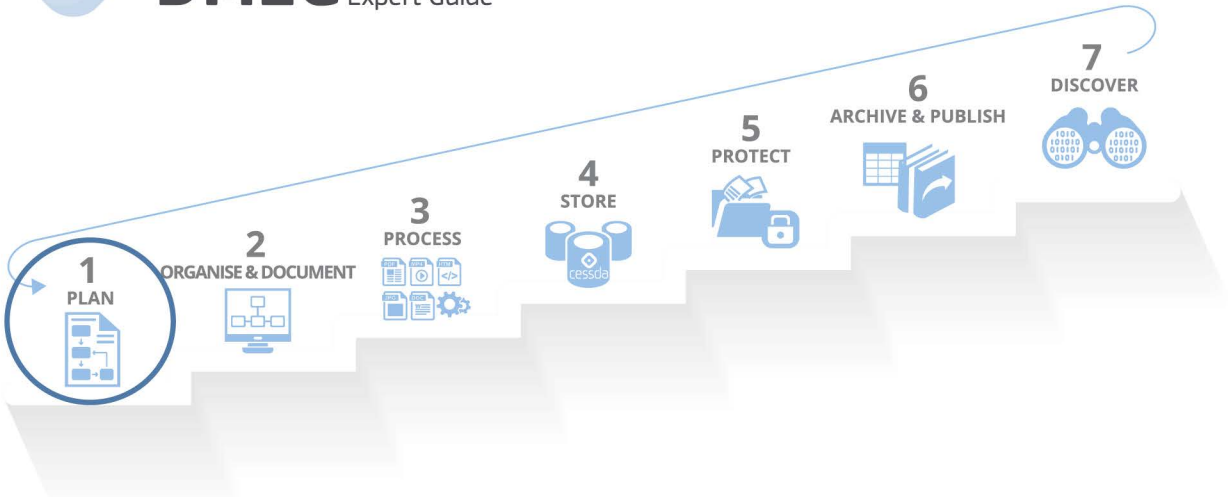 Expert Guide
1
PLAN
2
ORGANISE & DOCUMENT
3
PROCESS
4
STORE
cessda
5
PROTECT
6
ARCHIVE & PUBLISH
7
DISCOVER